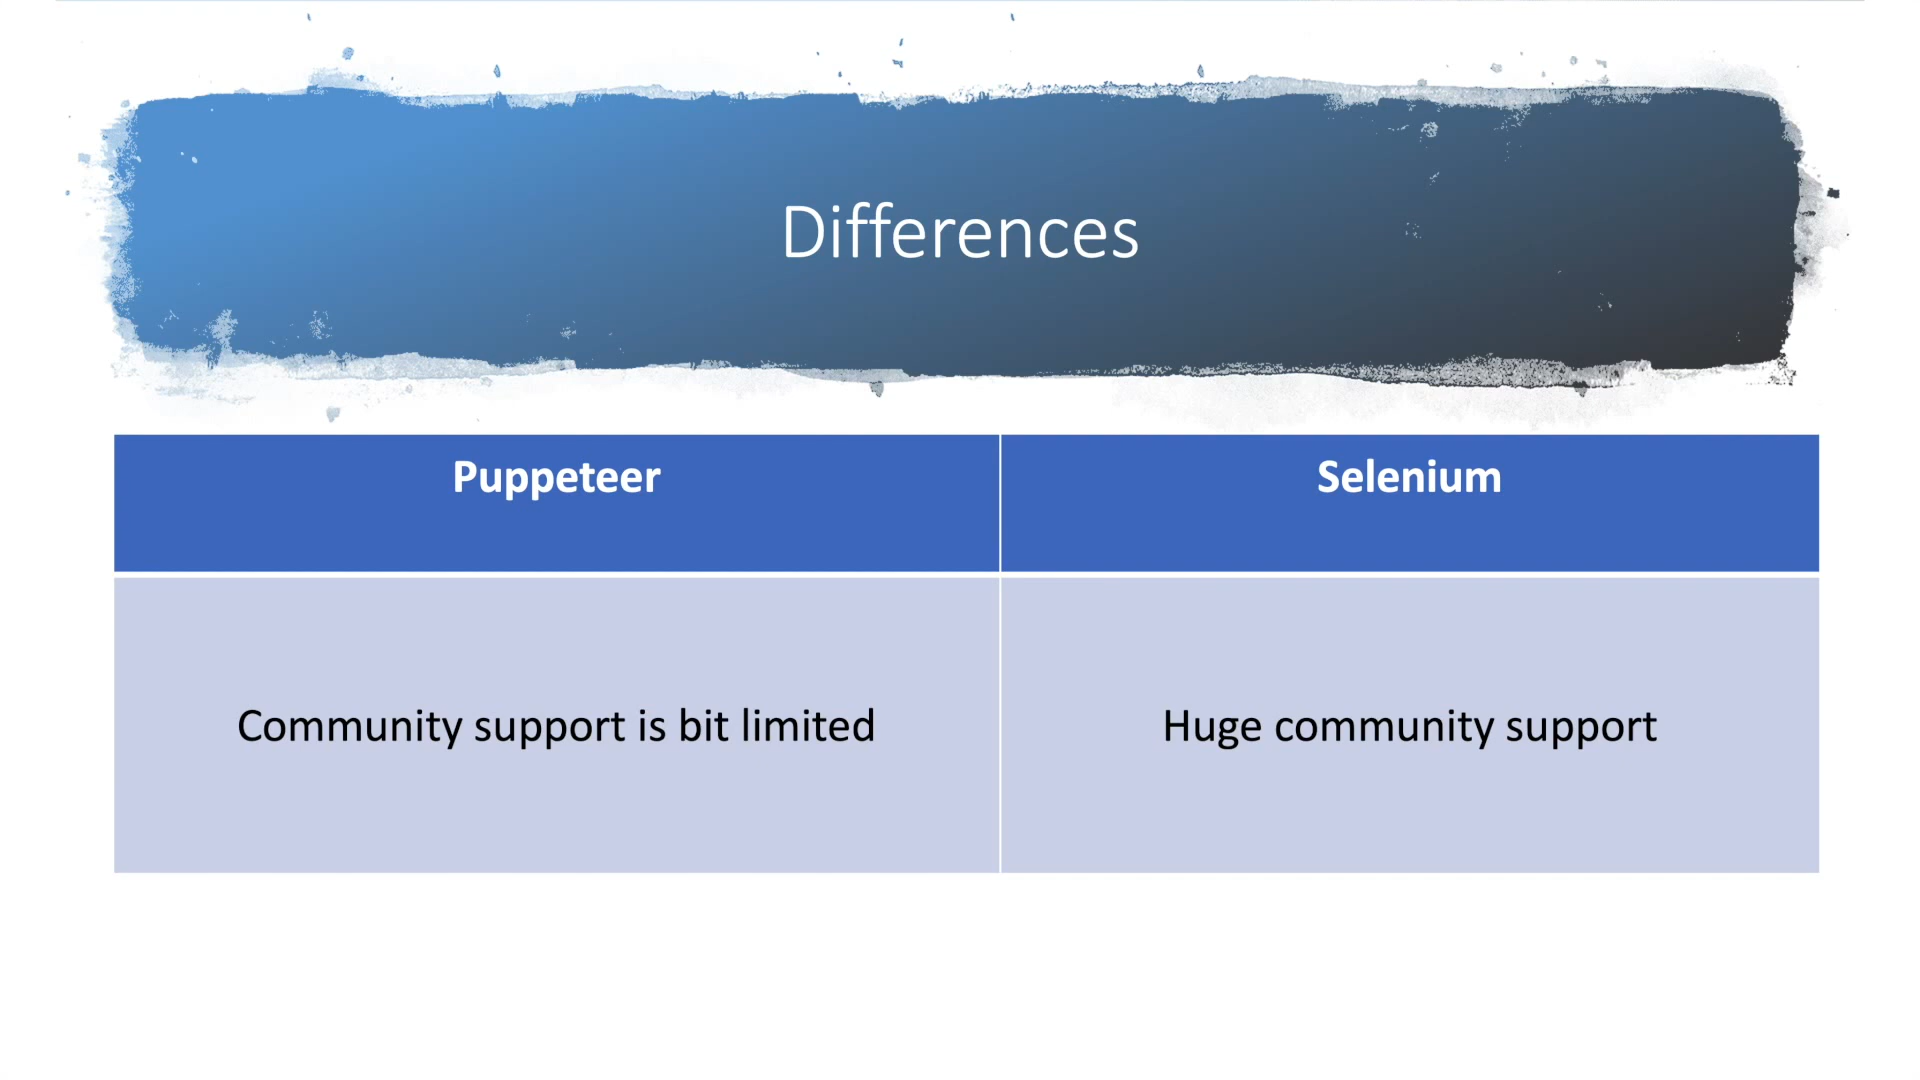 Differences
Puppeteer
Selenium
Community support is bit limited
Huge community support